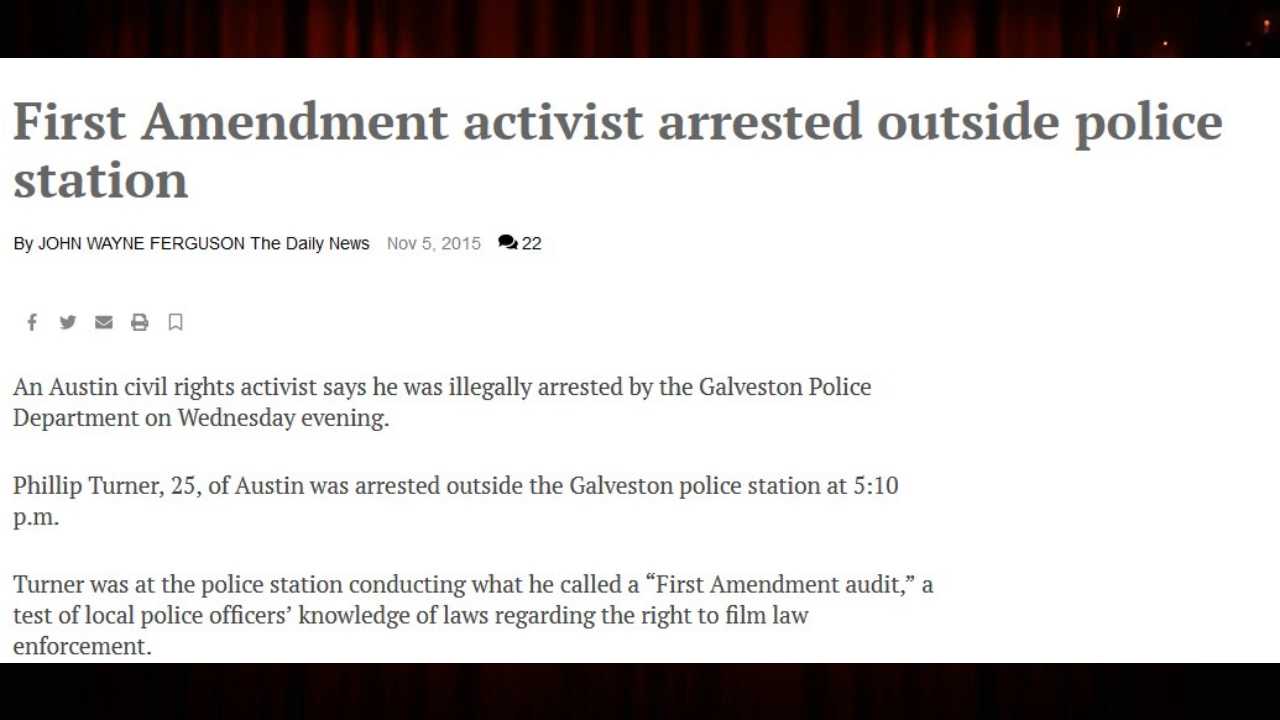 First Amendment activist arrested outside police
station
By JOHN WAYNE FERGUSON The Daily News Nov 5, 2015 22
An Austin civil rights activist says he was illegally arrested by the Galveston Police
Department on Wednesday evening.
Phillip Turner, 25, of Austin was arrested outside the Galveston police station at 5:10
p.m.
Turner was at the police station conducting what he called a “First Amendment audit,” a
test of local police officers’ knowledge of laws regarding the right to film law
enforcement.